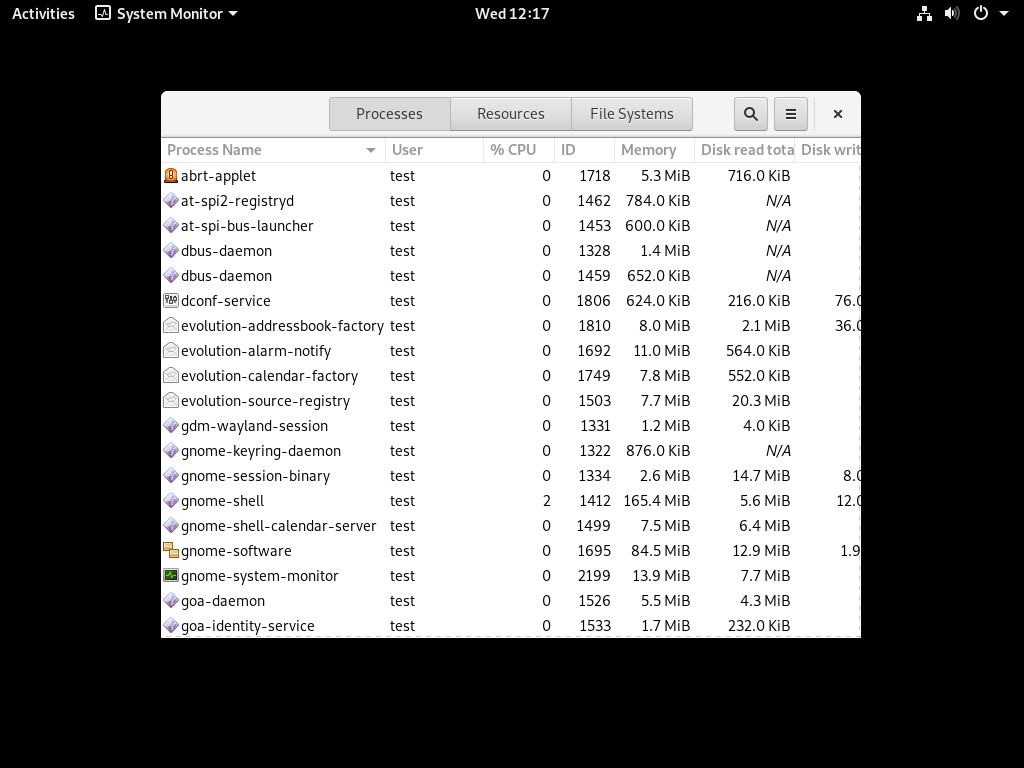 Activities System Monitor Wed 12:17
Processes Resources File Systems
Process Name User % CPU ID Memory Disk read tota Disk writ
abrt-applet test 0 1718 5.3 MiB 716.0 KiB
at-spi2-registryd test 0 1462 784.0 KiB N/A
at-spi-bus-launcher test 0 1453 600.0 KiB N/A
dbus-daemon test 0 1328 1.4 MiB N/A
dbus-daemon test 0 1459 652.0 KiB N/A
dconf-service test 0 1806 624.0 KiB 216.0 KiB 76.0
evolution-addressbook-factory test 0 1810 8.0 MiB 2.1 MiB 36.0
evolution-alarm-notify test 0 1692 11.0 MiB 564.0 KiB
evolution-calendar-factory test 0 1749 7.8 MiB 552.0 KiB
evolution-source-registry test 0 1503 7.7 MiB 20.3 MiB
gdm-wayland-session test 0 1331 1.2 MiB 4.0 KiB
gnome-keyring-daemon test 0 1322 876.0 KiB N/A
gnome-session-binary test 0 1334 2.6 MiB 14.7 MiB 8.0
gnome-shell test 2 1412 165.4 MiB 5.6 MiB 12.0
gnome-shell-calendar-server test 0 1499 7.5 MiB 6.4 MiB
gnome-software test 0 1695 84.5 MiB 12.9 MiB 1.9
gnome-system-monitor test 0 2199 13.9 MiB 7.7 MiB
goa-daemon test 0 1526 5.5 MiB 4.3 MiB
goa-identity-service test 0 1533 1.7 MiB 232.0 KiB